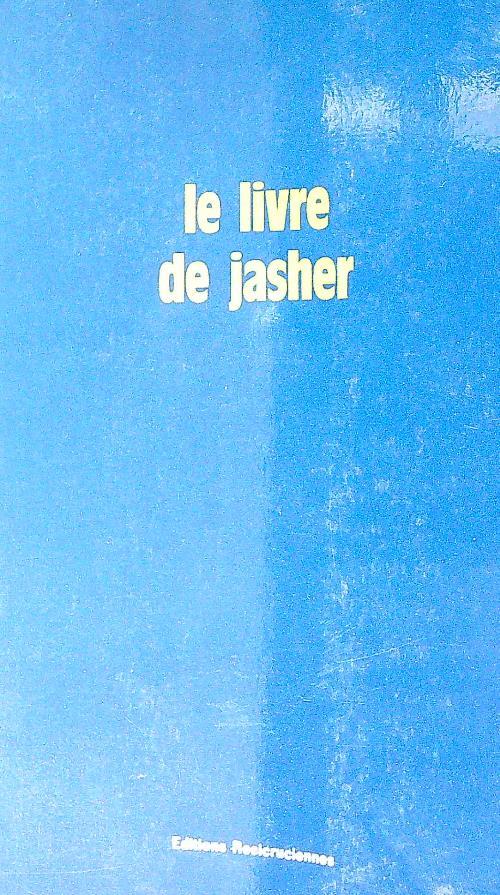 le livre
de jasher
Editions Rosicruciennes